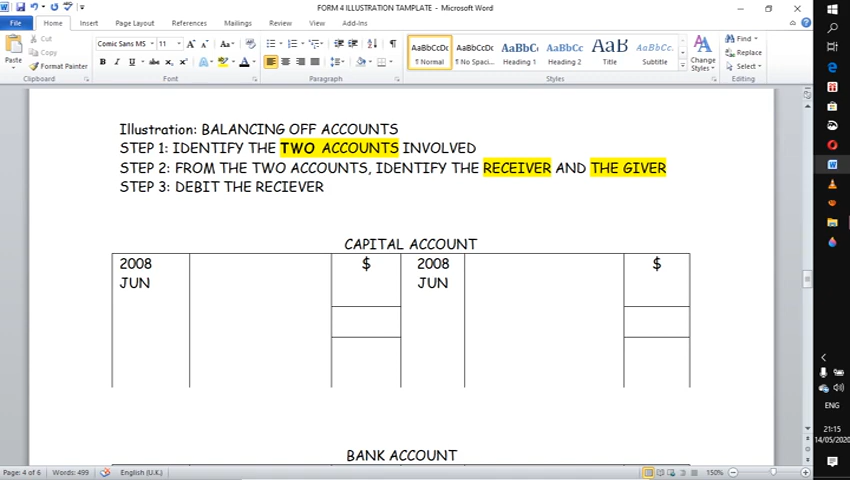 FORM 4 ILLUSTRATION TAMPLATE - Microsoft Word
File Home Insert Page Layout References Mailings Review View Add-Ins
Cut
Copy
Paste Format Painter
Comic Sans MS 11
AaBbCcDc AaBbCcDc AaBbCc AaBbCc AaB AaBbCc.
¶ Normal ¶ No Spaci... Heading 1 Heading 2 Title Subtitle
Change Styles
Find
Replace
Select
Clipboard Font Paragraph Styles Editing
Illustration: BALANCING OFF ACCOUNTS
STEP 1: IDENTIFY THE TWO ACCOUNTS INVOLVED
STEP 2: FROM THE TWO ACCOUNTS, IDENTIFY THE RECEIVER AND THE GIVER
STEP 3: DEBIT THE RECIEVER
CAPITAL ACCOUNT
2008 $ 2008 $
JUN JUN
BANK ACCOUNT
Page: 4 of 6 Words: 499 English (U.K.) 150%
ENG
21:15
14/05/2020